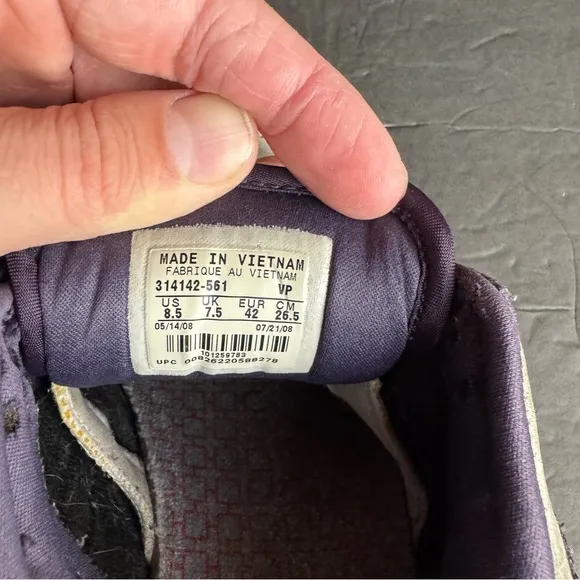 MADE IN VIETNAM
FABRIQUE AU VIETNAM
314142-561 VP
US UK EUR CM
8.5 7.5 42 26.5
05/14/08 07/21/08
101259783
UPC 00826220588278